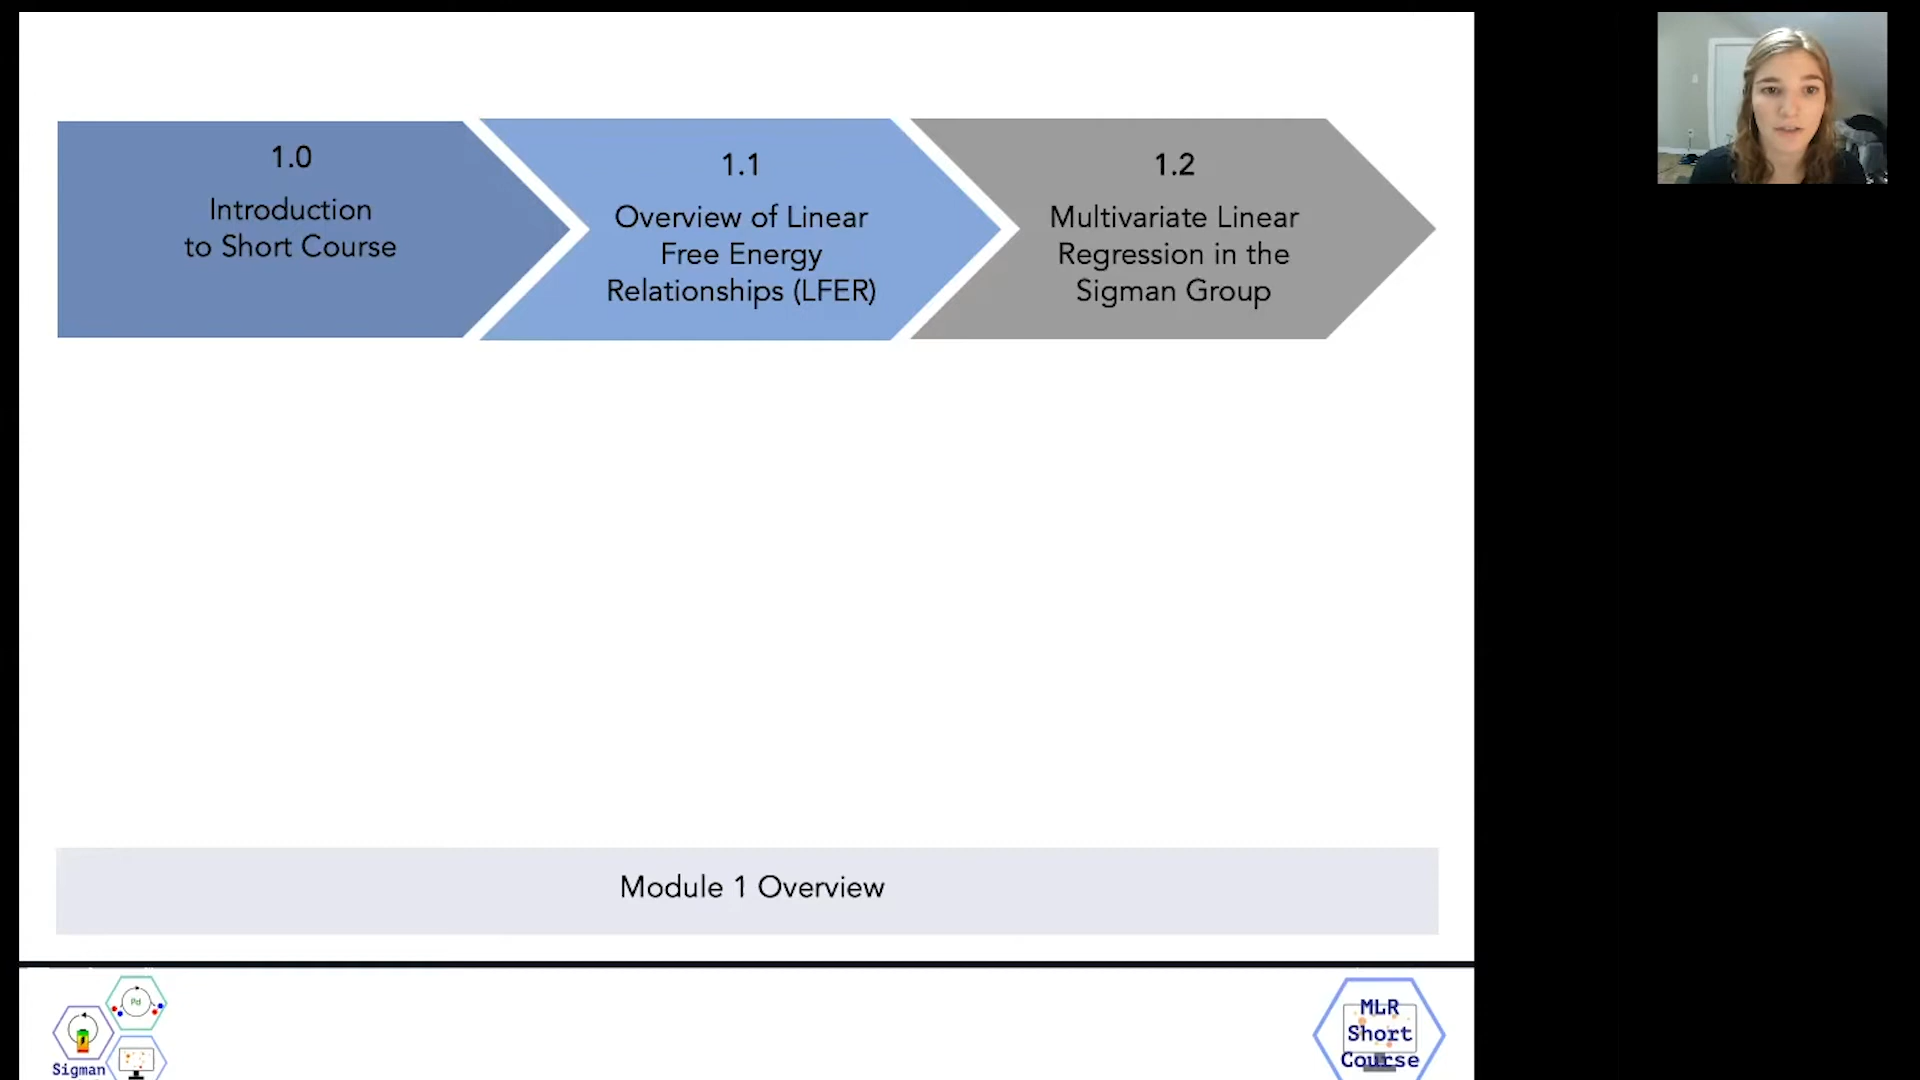 1.0
Introduction
to Short Course
1.1
Overview of Linear
Free Energy
Relationships (LFER)
1.2
Multivariate Linear
Regression in the
Sigman Group
Module 1 Overview
Pd
Sigman
MLR
Short
Course